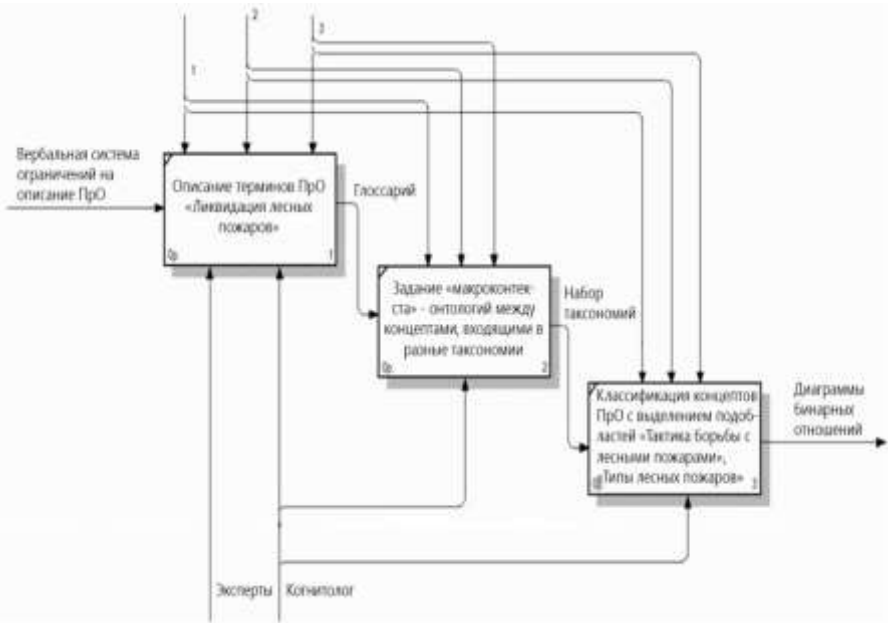 1
2
3
Вербальная система
ограничений на
описание ПрО
Описание терминов ПрО
«Ликвидация лесных
пожаров»
0р.
1
Глоссарий
Задание «макроконтек-
ста» - онтологий между
концептами, входящими в
разные таксономии
0р.
2
Набор
таксономий
Классификация концептов
ПрО с выделением подоб-
ластей «Тактика борьбы с
лесными пожарами»,
«Типы лесных пожаров»
3
Диаграммы
бинарных
отношений
Эксперты
Когнитолог